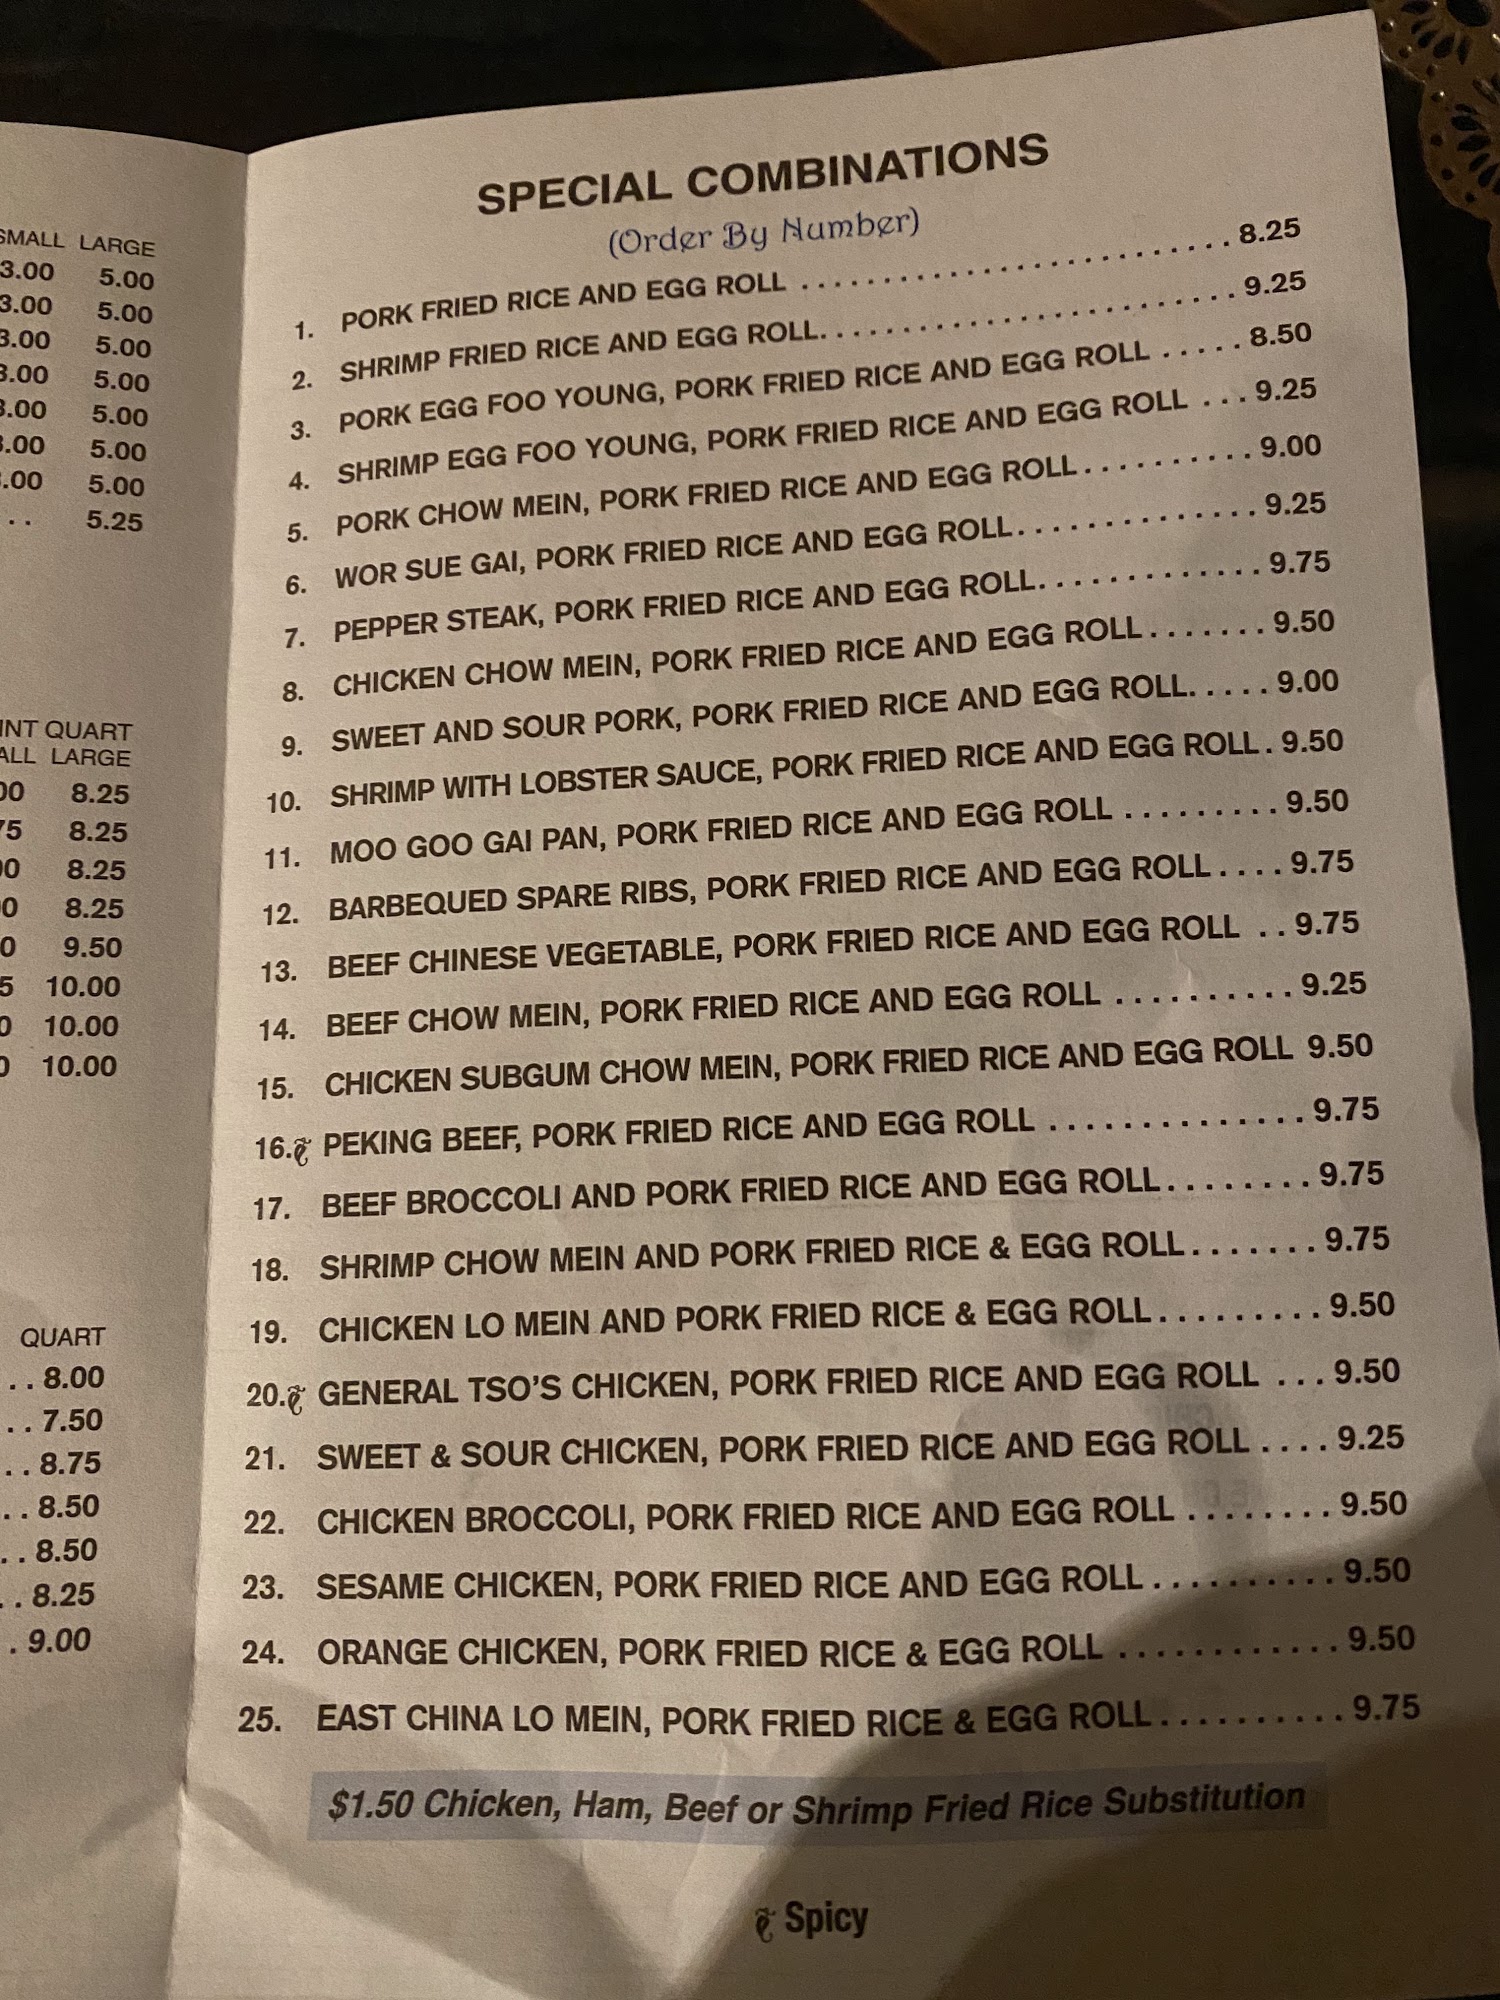 SMALL LARGE
3.00 5.00
3.00 5.00
3.00 5.00
3.00 5.00
3.00 5.00
3.00 5.00
.00 5.00
. . 5.25
QUART
LARGE
8.25
8.25
8.25
8.25
9.50
10.00
10.00
10.00
QUART
. . 8.00
. . 7.50
. . 8.75
. . 8.50
. . 8.50
. . 8.25
. 9.00
SPECIAL COMBINATIONS
(Order By Number)
1. PORK FRIED RICE AND EGG ROLL . . . . . . . . . . . . . . . . . . . . . . . . . . . 8.25
2. SHRIMP FRIED RICE AND EGG ROLL. . . . . . . . . . . . . . . . . . . . . . . . . 9.25
3. PORK EGG FOO YOUNG, PORK FRIED RICE AND EGG ROLL . . . . . 8.50
4. SHRIMP EGG FOO YOUNG, PORK FRIED RICE AND EGG ROLL . . . 9.25
5. PORK CHOW MEIN, PORK FRIED RICE AND EGG ROLL. . . . . . . . . . 9.00
6. WOR SUE GAI, PORK FRIED RICE AND EGG ROLL. . . . . . . . . . . . . . 9.25
7. PEPPER STEAK, PORK FRIED RICE AND EGG ROLL. . . . . . . . . . . . . 9.75
8. CHICKEN CHOW MEIN, PORK FRIED RICE AND EGG ROLL. . . . . . . 9.50
9. SWEET AND SOUR PORK, PORK FRIED RICE AND EGG ROLL. . . . . 9.00
10. SHRIMP WITH LOBSTER SAUCE, PORK FRIED RICE AND EGG ROLL . 9.50
11. MOO GOO GAI PAN, PORK FRIED RICE AND EGG ROLL . . . . . . . . . 9.50
12. BARBEQUED SPARE RIBS, PORK FRIED RICE AND EGG ROLL . . . . 9.75
13. BEEF CHINESE VEGETABLE, PORK FRIED RICE AND EGG ROLL . . 9.75
14. BEEF CHOW MEIN, PORK FRIED RICE AND EGG ROLL . . . . . . . . . . 9.25
15. CHICKEN SUBGUM CHOW MEIN, PORK FRIED RICE AND EGG ROLL 9.50
16. PEKING BEEF, PORK FRIED RICE AND EGG ROLL . . . . . . . . . . . . . . 9.75
17. BEEF BROCCOLI AND PORK FRIED RICE AND EGG ROLL . . . . . . . . 9.75
18. SHRIMP CHOW MEIN AND PORK FRIED RICE & EGG ROLL . . . . . . . 9.75
19. CHICKEN LO MEIN AND PORK FRIED RICE & EGG ROLL . . . . . . . . . 9.50
20. GENERAL TSO'S CHICKEN, PORK FRIED RICE AND EGG ROLL . . . 9.50
21. SWEET & SOUR CHICKEN, PORK FRIED RICE AND EGG ROLL . . . . 9.25
22. CHICKEN BROCCOLI, PORK FRIED RICE AND EGG ROLL . . . . . . . . 9.50
23. SESAME CHICKEN, PORK FRIED RICE AND EGG ROLL . . . . . . . . . . 9.50
24. ORANGE CHICKEN, PORK FRIED RICE & EGG ROLL . . . . . . . . . . . . 9.50
25. EAST CHINA LO MEIN, PORK FRIED RICE & EGG ROLL . . . . . . . . . . 9.75
$1.50 Chicken, Ham, Beef or Shrimp Fried Rice Substitution
Spicy